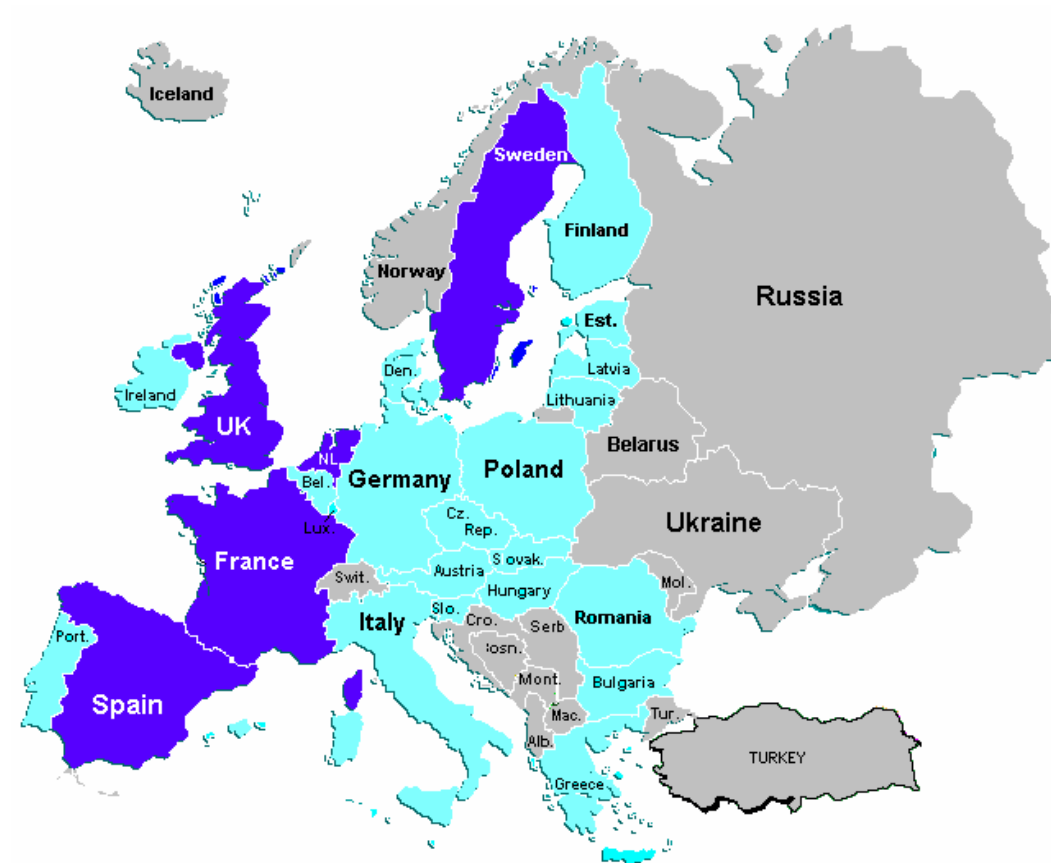 Iceland
Sweden
Finland
Norway
Russia
Est.
Den.
Latvia
Ireland
Lithuania
UK
Belarus
NL
Poland
Germany
Bel.
Cz.
Rep.
Lux.
Ukraine
France
Slovak.
Austria
Swit.
Mol.
Hungary
Slo.
Italy
Cro.
Romania
Serb
Port.
Bosn.
Mont.
Bulgaria
Spain
Mac.
Tur.
Alb.
TURKEY
Greece